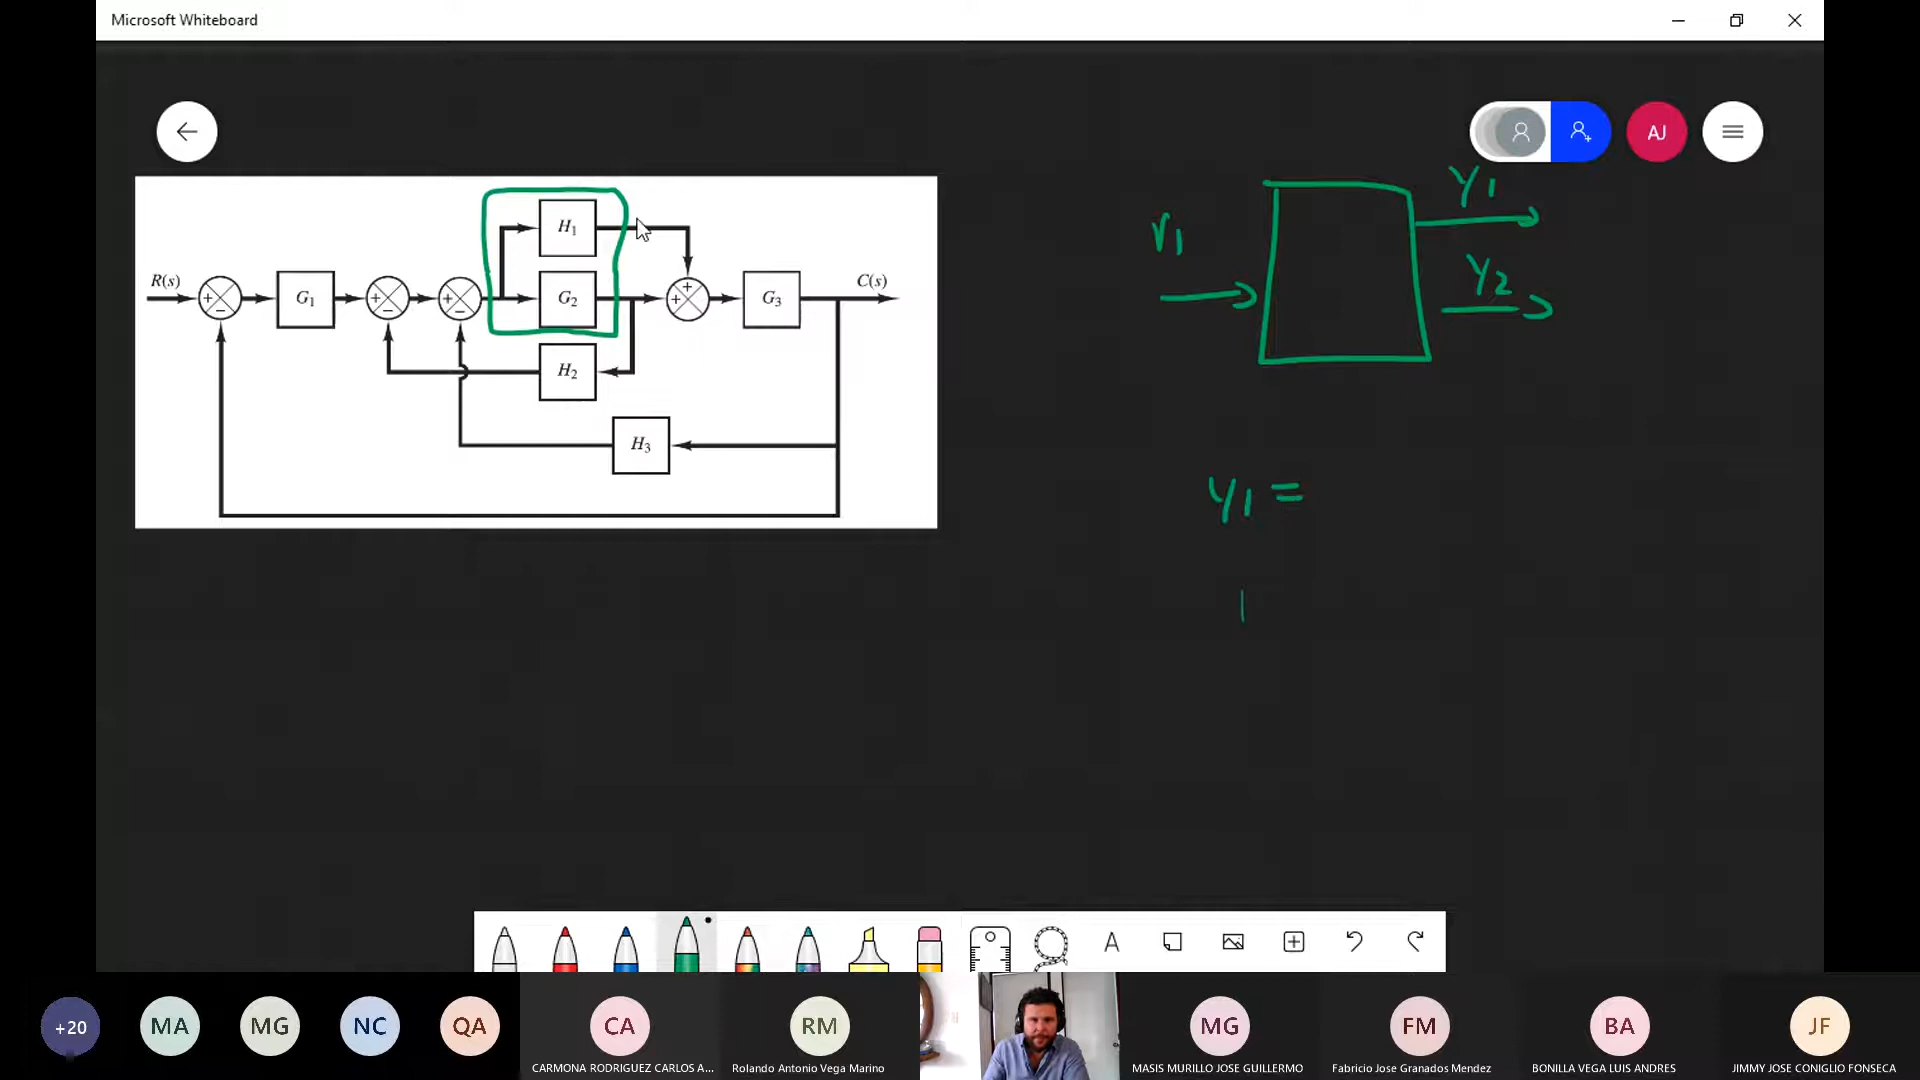 Microsoft Whiteboard
AJ
R(s)
+
−
G1
+
−
+
−
H1
G2
+
+
G3
C(s)
H2
H3
r1
y1
y2
y1 =
A
+20
MA
MG
NC
QA
CA
RM
MG
FM
BA
JF
CARMONA RODRIGUEZ CARLOS A...
Rolando Antonio Vega Marino
MASIS MURILLO JOSE GUILLERMO
Fabricio Jose Granados Mendez
BONILLA VEGA LUIS ANDRES
JIMMY JOSE CONIGLIO FONSECA